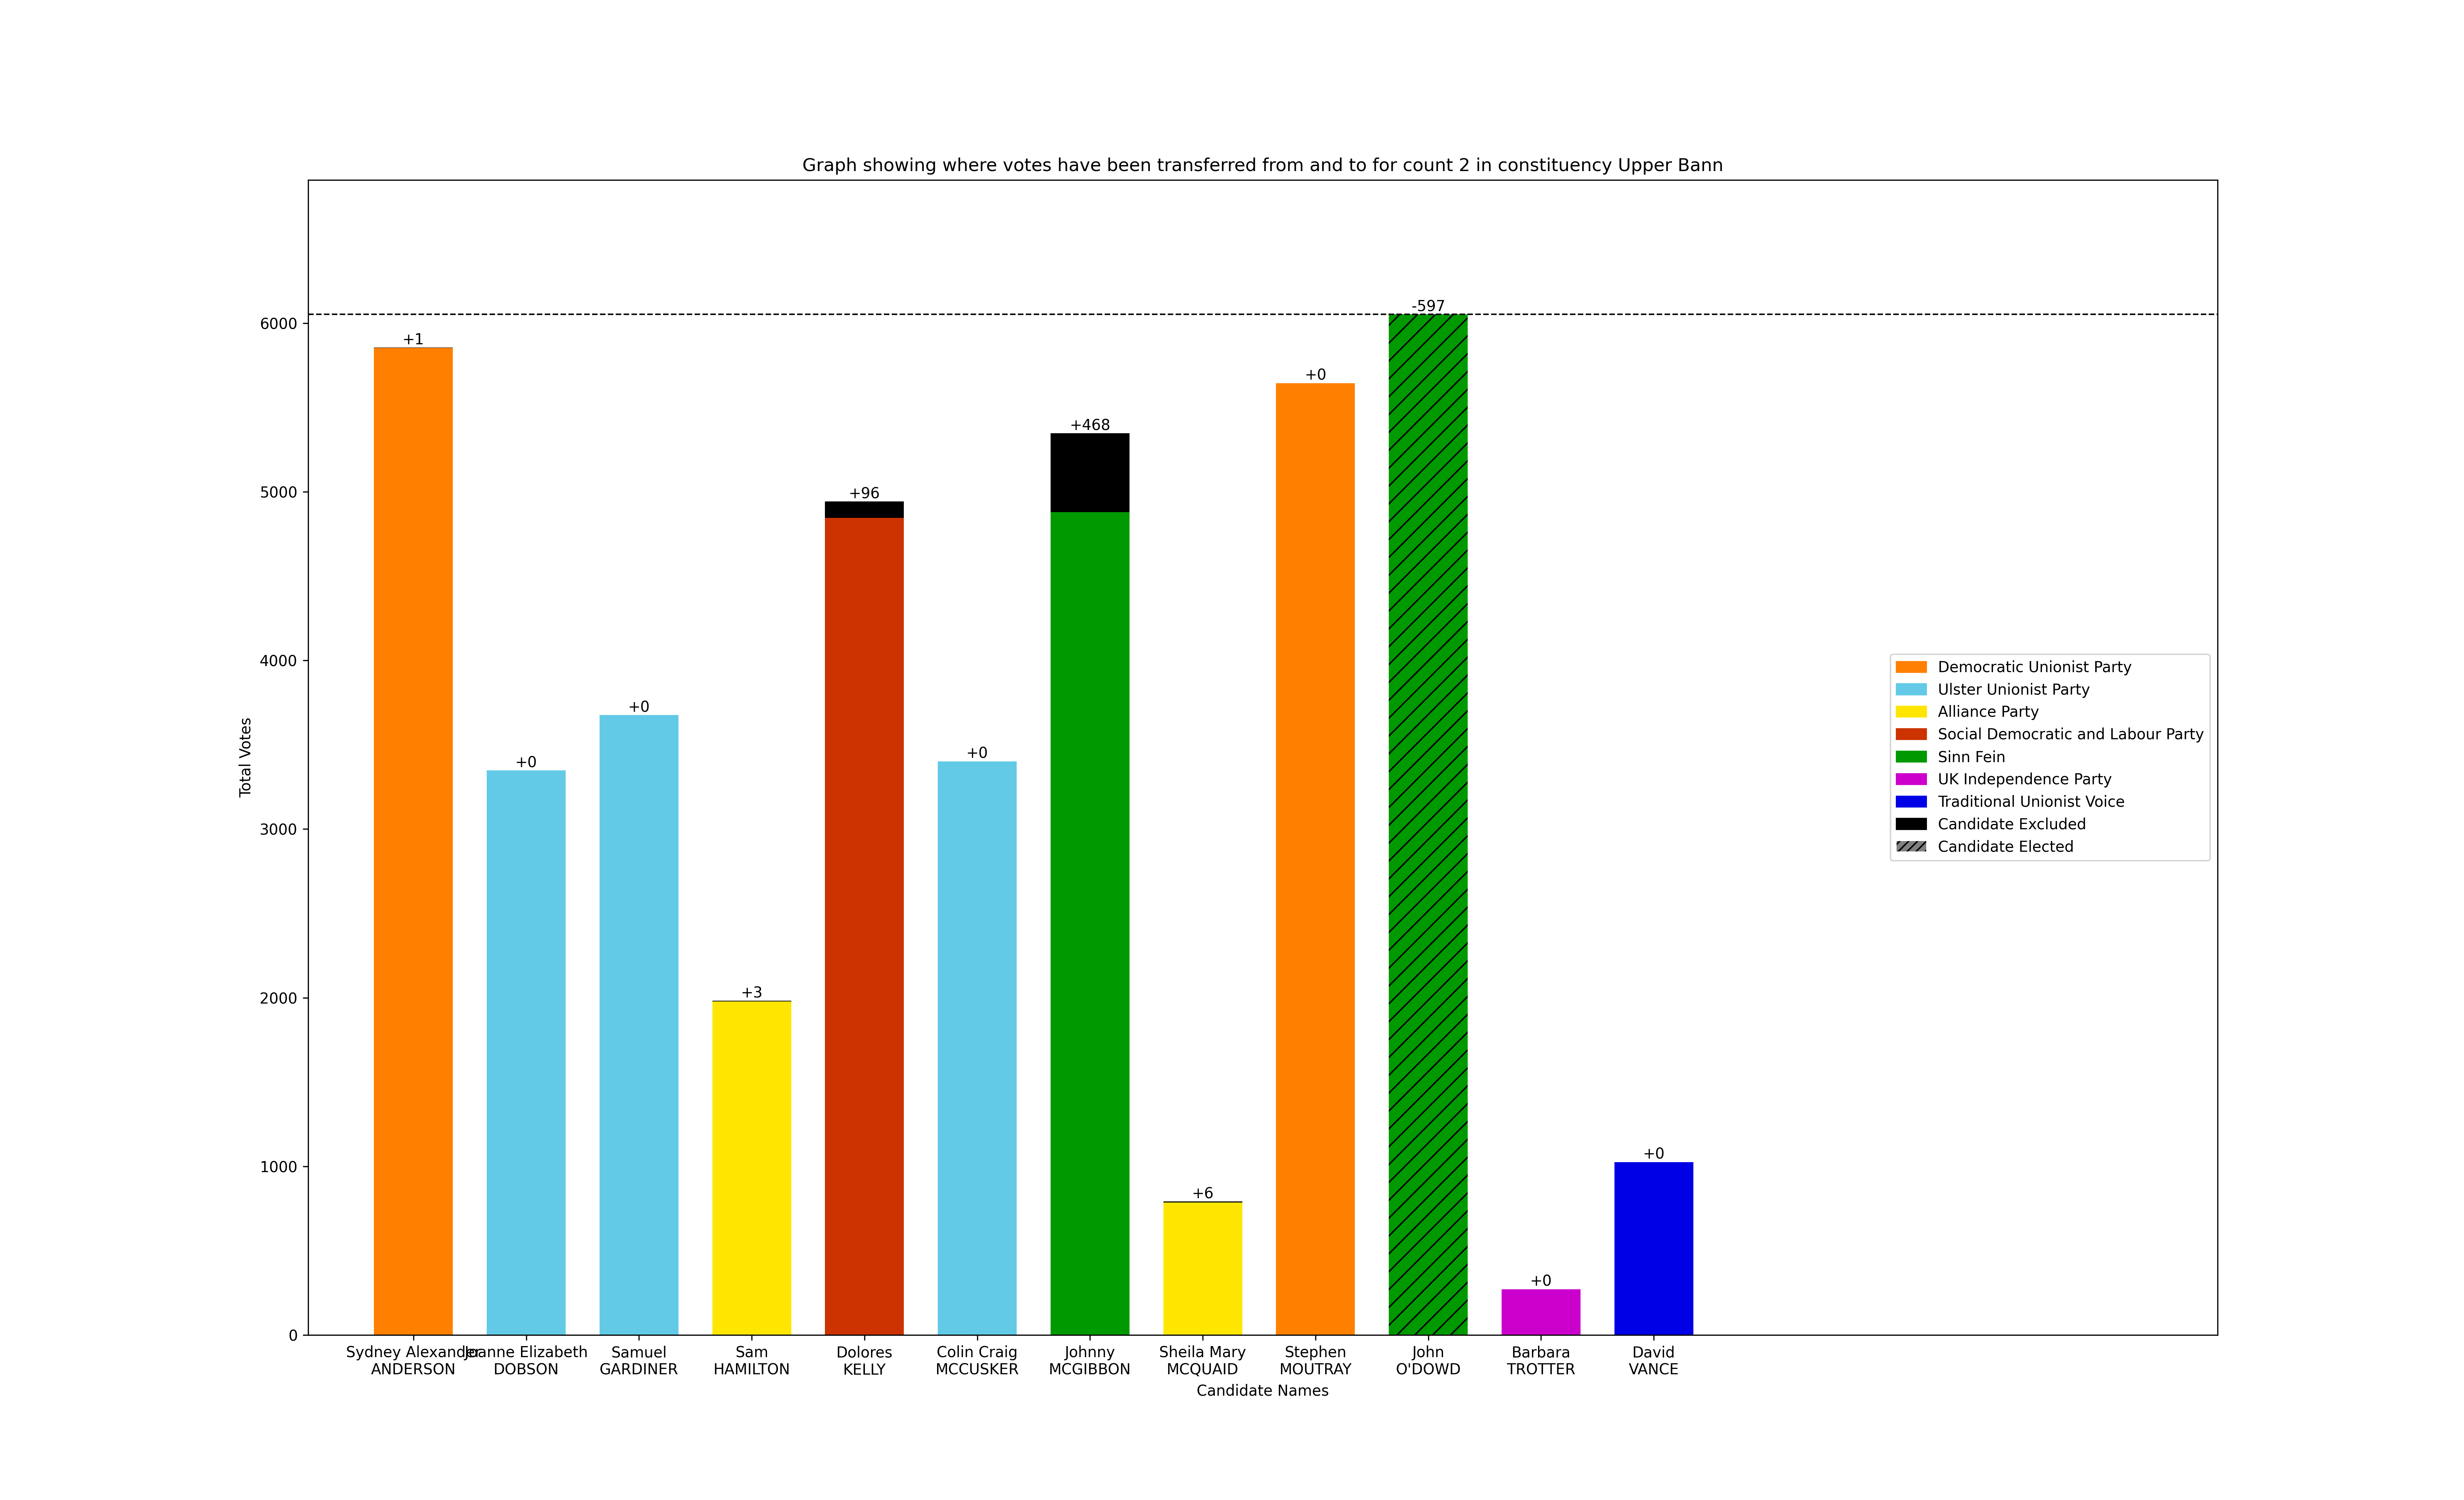 Graph showing where votes have been transferred from and to for count 2 in constituency Upper Bann
Total Votes
6000
5000
4000
3000
2000
1000
0
+1
+0
+0
+3
+96
+0
+468
+6
+0
-597
+0
+0
Democratic Unionist Party
Ulster Unionist Party
Alliance Party
Social Democratic and Labour Party
Sinn Fein
UK Independence Party
Traditional Unionist Voice
Candidate Excluded
Candidate Elected
Sydney Alexander
ANDERSON
Joanne Elizabeth
DOBSON
Samuel
GARDINER
Sam
HAMILTON
Dolores
KELLY
Colin Craig
MCCUSKER
Johnny
MCGIBBON
Sheila Mary
MCQUAID
Stephen
MOUTRAY
John
O'DOWD
Barbara
TROTTER
David
VANCE
Candidate Names